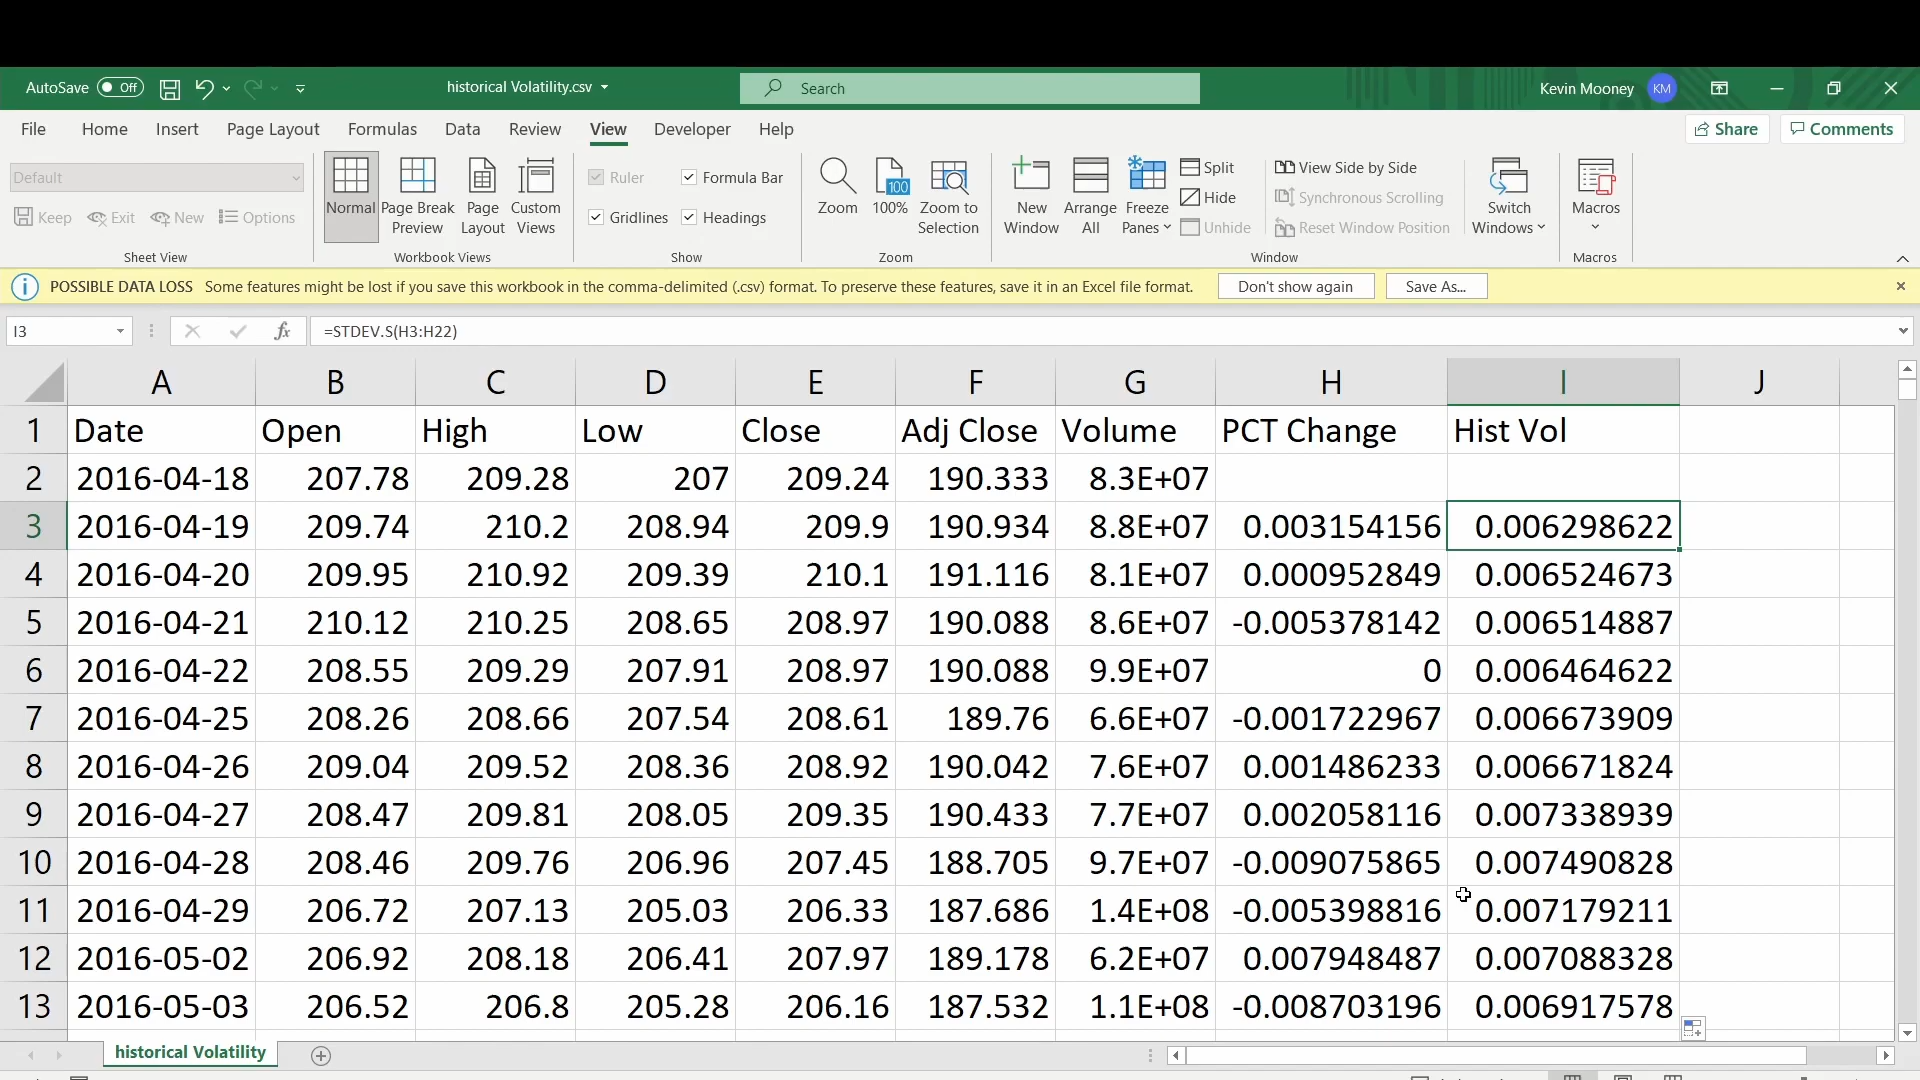 AutoSave Off historical Volatility.csv Search Kevin Mooney KM
File Home Insert Page Layout Formulas Data Review View Developer Help Share Comments
Default
Keep Exit New Options
Sheet View
Normal
Page Break Preview
Page Layout
Custom Views
Workbook Views
Ruler Formula Bar
Gridlines Headings
Show
Zoom
100
100%
Zoom to Selection
Zoom
New Window
Arrange All
Freeze Panes
Split
Hide
Unhide
View Side by Side
Synchronous Scrolling
Reset Window Position
Window
Switch Windows
Macros
Macros
POSSIBLE DATA LOSS Some features might be lost if you save this workbook in the comma-delimited (.csv) format. To preserve these features, save it in an Excel file format. Don't show again Save As...
I3 fx =STDEV.S(H3:H22)
A B C D E F G H I J
1 Date Open High Low Close Adj Close Volume PCT Change Hist Vol
2 2016-04-18 207.78 209.28 207 209.24 190.333 8.3E+07
3 2016-04-19 209.74 210.2 208.94 209.9 190.934 8.8E+07 0.003154156 0.006298622
4 2016-04-20 209.95 210.92 209.39 210.1 191.116 8.1E+07 0.000952849 0.006524673
5 2016-04-21 210.12 210.25 208.65 208.97 190.088 8.6E+07 -0.005378142 0.006514887
6 2016-04-22 208.55 209.29 207.91 208.97 190.088 9.9E+07 0 0.006464622
7 2016-04-25 208.26 208.66 207.54 208.61 189.76 6.6E+07 -0.001722967 0.006673909
8 2016-04-26 209.04 209.52 208.36 208.92 190.042 7.6E+07 0.001486233 0.006671824
9 2016-04-27 208.47 209.81 208.05 209.35 190.433 7.7E+07 0.002058116 0.007338939
10 2016-04-28 208.46 209.76 206.96 207.45 188.705 9.7E+07 -0.009075865 0.007490828
11 2016-04-29 206.72 207.13 205.03 206.33 187.686 1.4E+08 -0.005398816 0.007179211
12 2016-05-02 206.92 208.18 206.41 207.97 189.178 6.2E+07 0.007948487 0.007088328
13 2016-05-03 206.52 206.8 205.28 206.16 187.532 1.1E+08 -0.008703196 0.006917578
historical Volatility